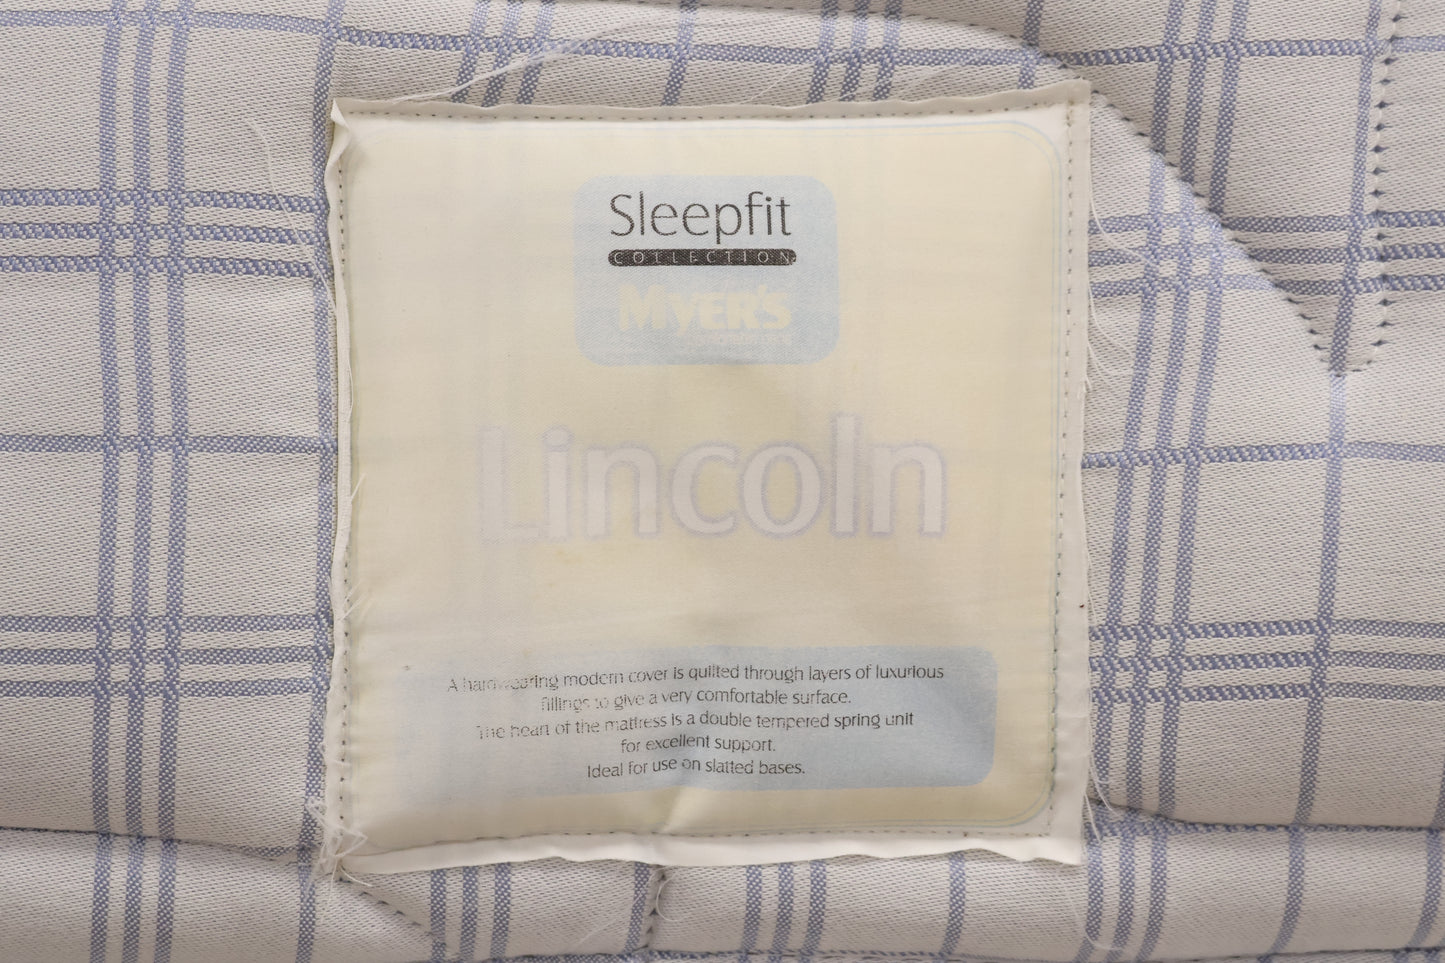 Sleepfit
COLLECTION
MYER'S
Lincoln
A hardwearing modern cover is quilted through layers of luxurious
fillings to give a very comfortable surface.
The heart of the mattress is a double tempered spring unit
for excellent support.
Ideal for use on slatted bases.